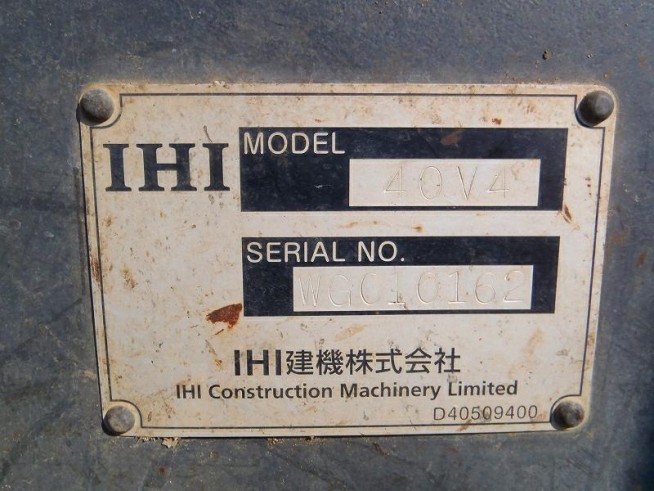 IHI
MODEL
40V4
SERIAL NO.
WGC10162
IHI建機株式会社
IHI Construction Machinery Limited
D40509400